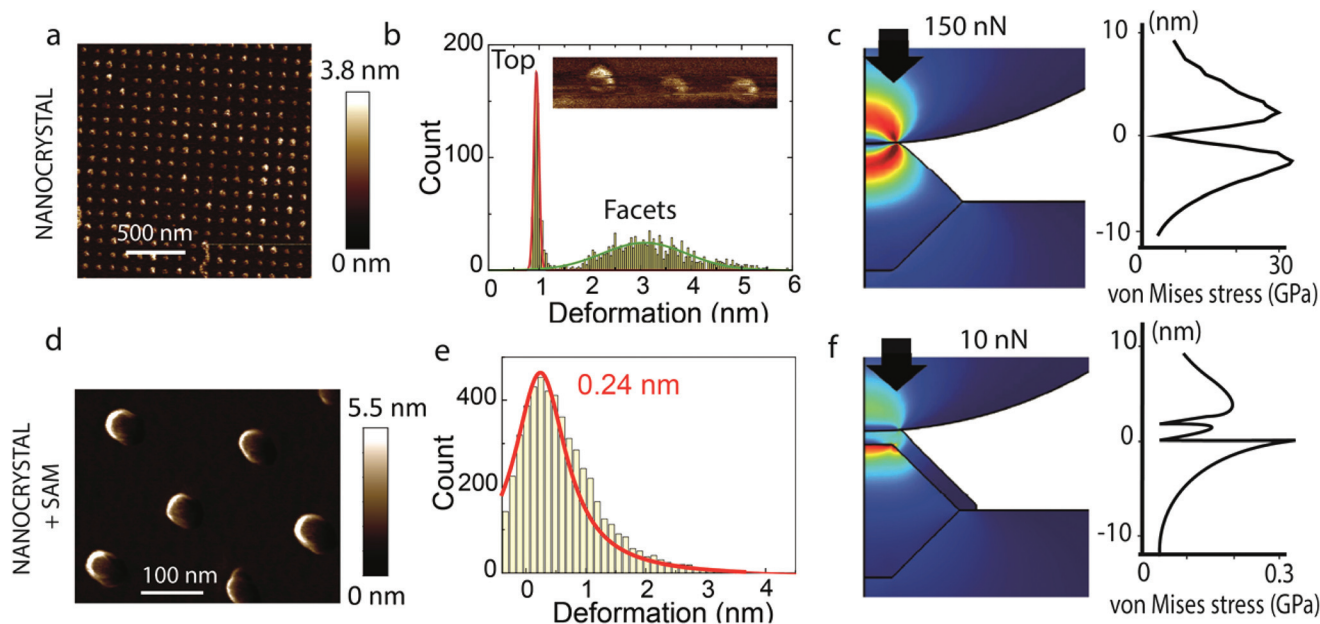 a
NANOCRYSTAL
500 nm
3.8 nm
0 nm
b
200
100
0
Count
Top
Facets
0 1 2 3 4 5 6
Deformation (nm)
c
150 nN
(nm)
10
0
-10
0 30
von Mises stress (GPa)
d
NANOCRYSTAL
+ SAM
100 nm
5.5 nm
0 nm
e
400
200
0
Count
0.24 nm
0 1 2 3 4
Deformation (nm)
f
10 nN
10 (nm)
0
-10
0 0.3
von Mises stress (GPa)